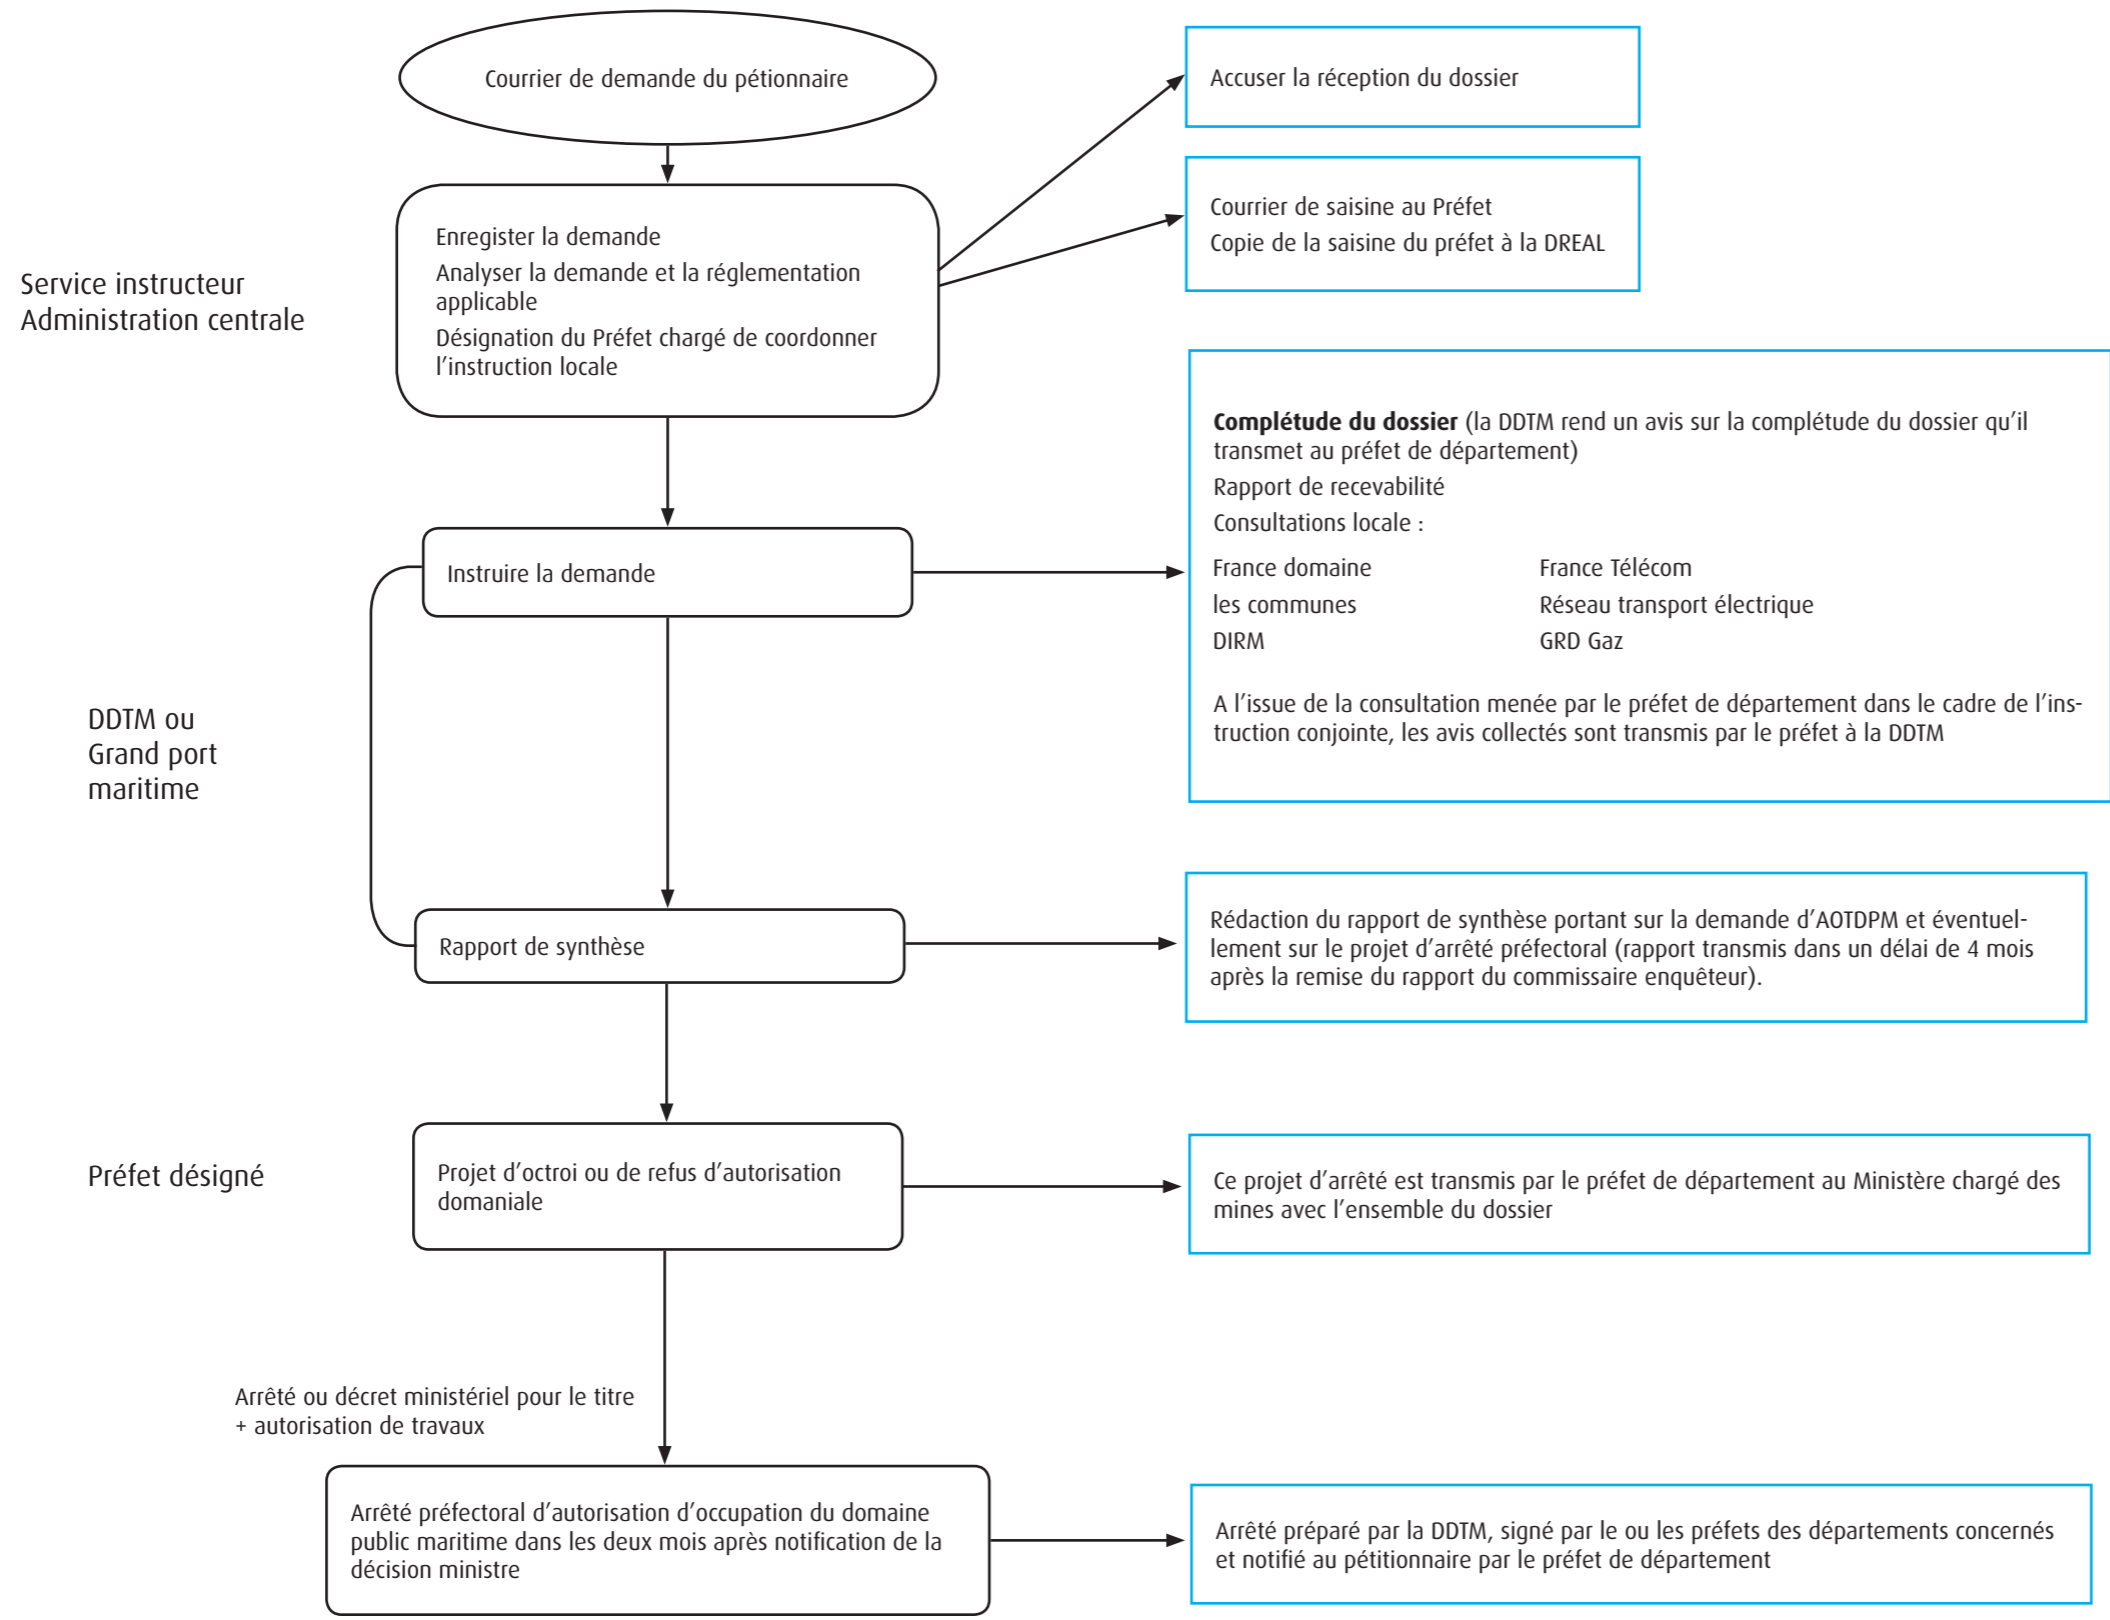 Courrier de demande du pétionnaire
Accuser la réception du dossier
Courrier de saisine au Préfet
Copie de la saisine du préfet à la DREAL
Service instructeur
Administration centrale
Enregister la demande
Analyser la demande et la réglementation
applicable
Désignation du Préfet chargé de coordonner
l’instruction locale
Complétude du dossier (la DDTM rend un avis sur la complétude du dossier qu’il
transmet au préfet de département)
Rapport de recevabilité
Consultations locale :
France domaine
France Télécom
les communes
Réseau transport électrique
DIRM
GRD Gaz
A l’issue de la consultation menée par le préfet de département dans le cadre de l’ins-
truction conjointe, les avis collectés sont transmis par le préfet à la DDTM
Instruire la demande
DDTM ou
Grand port
maritime
Rapport de synthèse
Rédaction du rapport de synthèse portant sur la demande d’AOTDPM et éventuel-
lement sur le projet d’arrêté préfectoral (rapport transmis dans un délai de 4 mois
après la remise du rapport du commissaire enquêteur).
Préfet désigné
Projet d’octroi ou de refus d’autorisation
domaniale
Ce projet d’arrêté est transmis par le préfet de département au Ministère chargé des
mines avec l’ensemble du dossier
Arrêté ou décret ministériel pour le titre
+ autorisation de travaux
Arrêté préfectoral d’autorisation d’occupation du domaine
public maritime dans les deux mois après notification de la
décision ministre
Arrêté préparé par la DDTM, signé par le ou les préfets des départements concernés
et notifié au pétitionnaire par le préfet de département